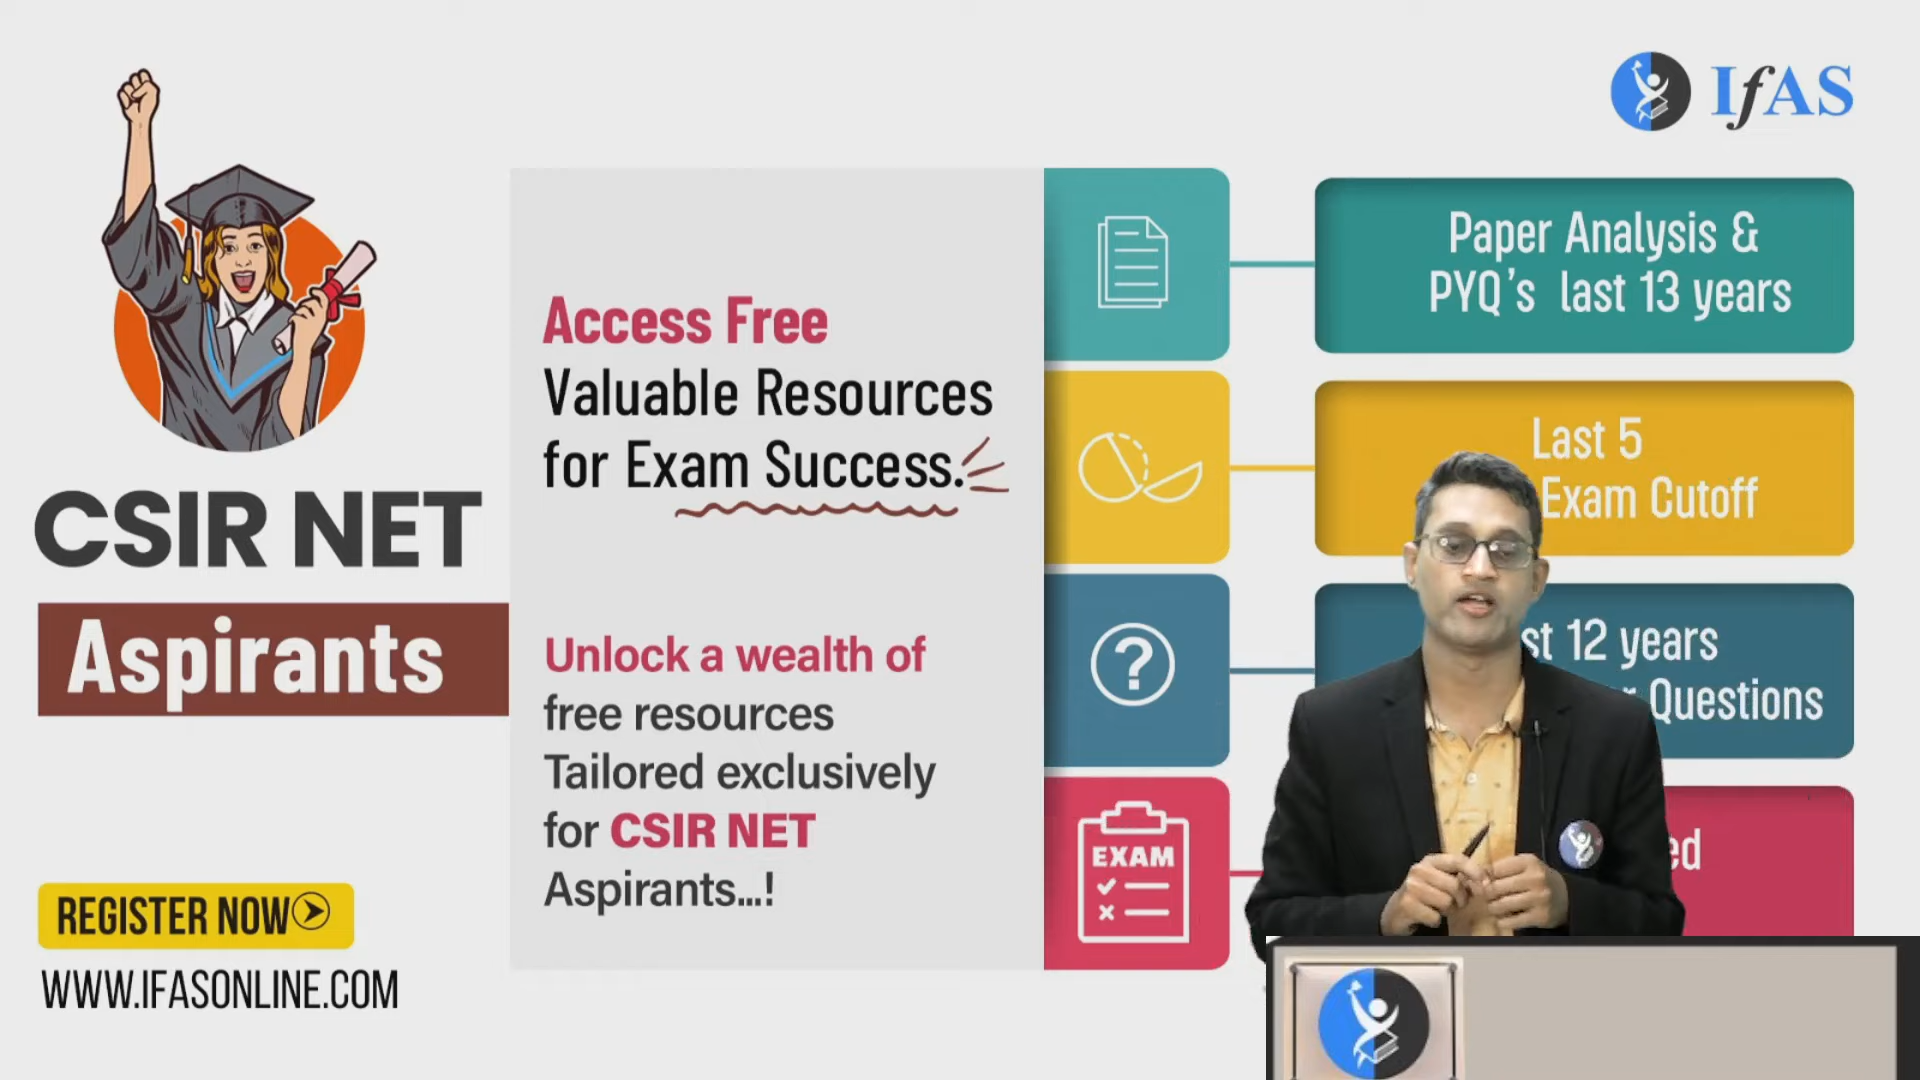 IfAS
CSIR NET
Aspirants
REGISTER NOW
WWW.IFASONLINE.COM
Access Free
Valuable Resources
for Exam Success.
Unlock a wealth of
free resources
Tailored exclusively
for CSIR NET
Aspirants...!
Paper Analysis &
PYQ's last 13 years
Last 5
Exam Cutoff
12 years
Questions
EXAM